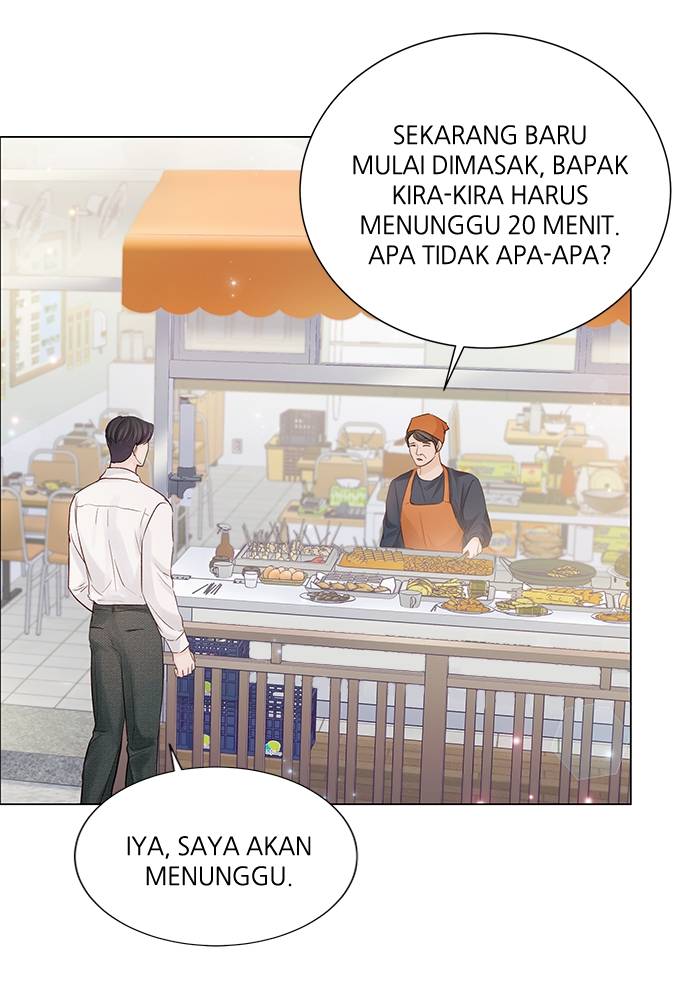 SEKARANG BARU
MULAI DIMASAK, BAPAK
KIRA-KIRA HARUS
MENUNGGU 20 MENIT.
APA TIDAK APA-APA?
IYA, SAYA AKAN
MENUNGGU.